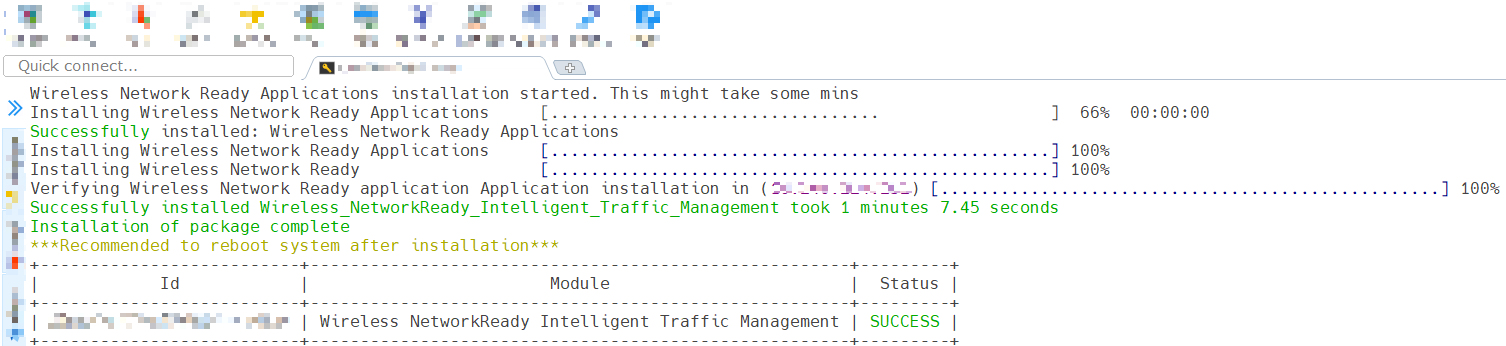 Quick connect...
Wireless Network Ready Applications installation started. This might take some mins
Installing Wireless Network Ready Applications [.................................                 ] 66% 00:00:00
Successfully installed: Wireless Network Ready Applications
Installing Wireless Network Ready Applications [..................................................] 100%
Installing Wireless Network Ready [..................................................] 100%
Verifying Wireless Network Ready application Application installation in ( ) [..................................................] 100%
Successfully installed Wireless_NetworkReady_Intelligent_Traffic_Management took 1 minutes 7.45 seconds
Installation of package complete
***Recommended to reboot system after installation***
+--------------------------+------------------------------------------------------+---------+
| Id | Module | Status |
+--------------------------+------------------------------------------------------+---------+
| | Wireless NetworkReady Intelligent Traffic Management | SUCCESS |
+--------------------------+------------------------------------------------------+---------+